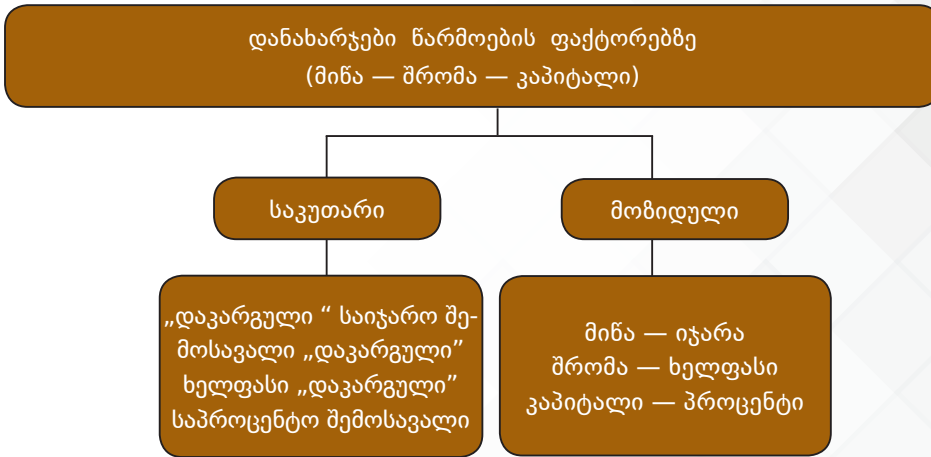 დანახარჯები წარმოების ფაქტორებზე
(მიწა — შრომა — კაპიტალი)
საკუთარი
მოზიდული
„დაკარგული “ საიჯარო შე-
მოსავალი „დაკარგული”
ხელფასი „დაკარგული”
საპროცენტო შემოსავალი
მიწა — იჯარა
შრომა — ხელფასი
კაპიტალი — პროცენტი